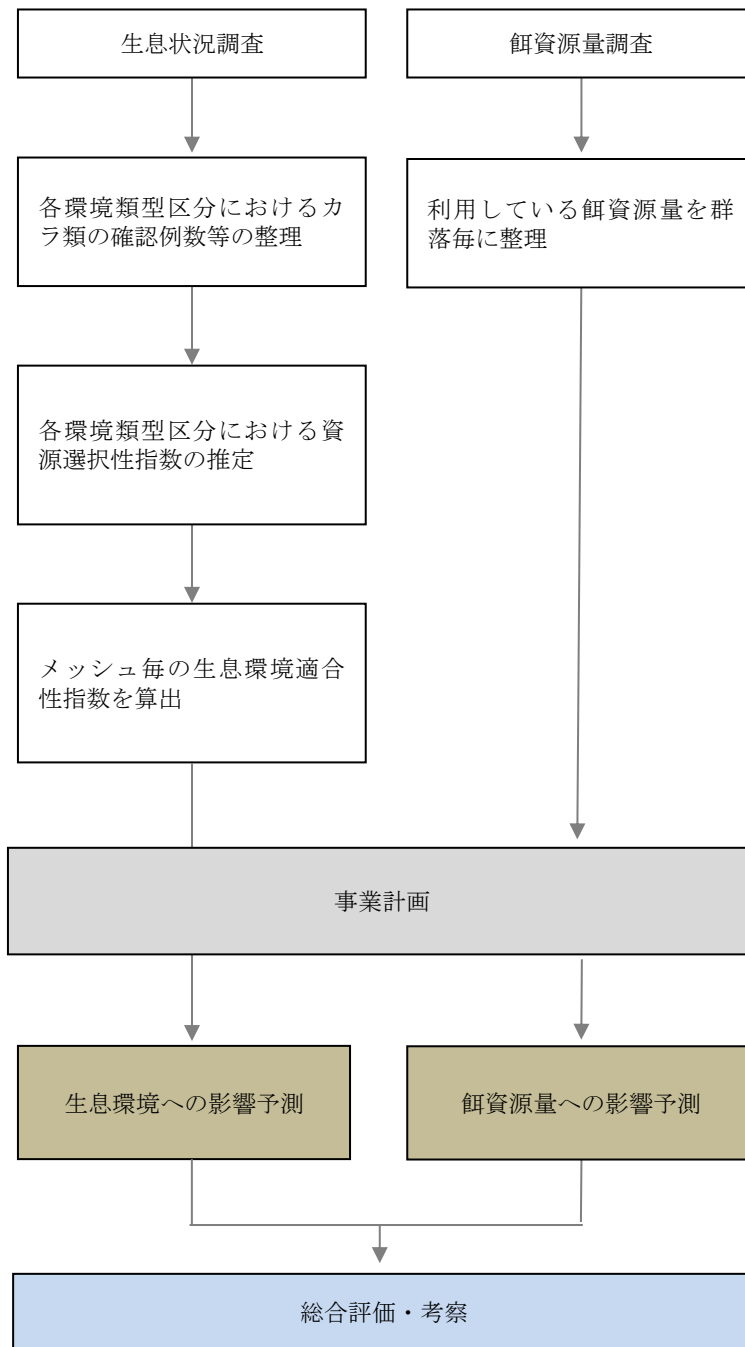 生息状況調査
餌資源量調査
各環境類型区分におけるカ
ラ類の確認例数等の整理
利用している餌資源量を群
落毎に整理
各環境類型区分における資
源選択性指数の推定
メッシュ毎の生息環境適合
性指数を算出
事業計画
生息環境への影響予測
餌資源量への影響予測
総合評価・考察